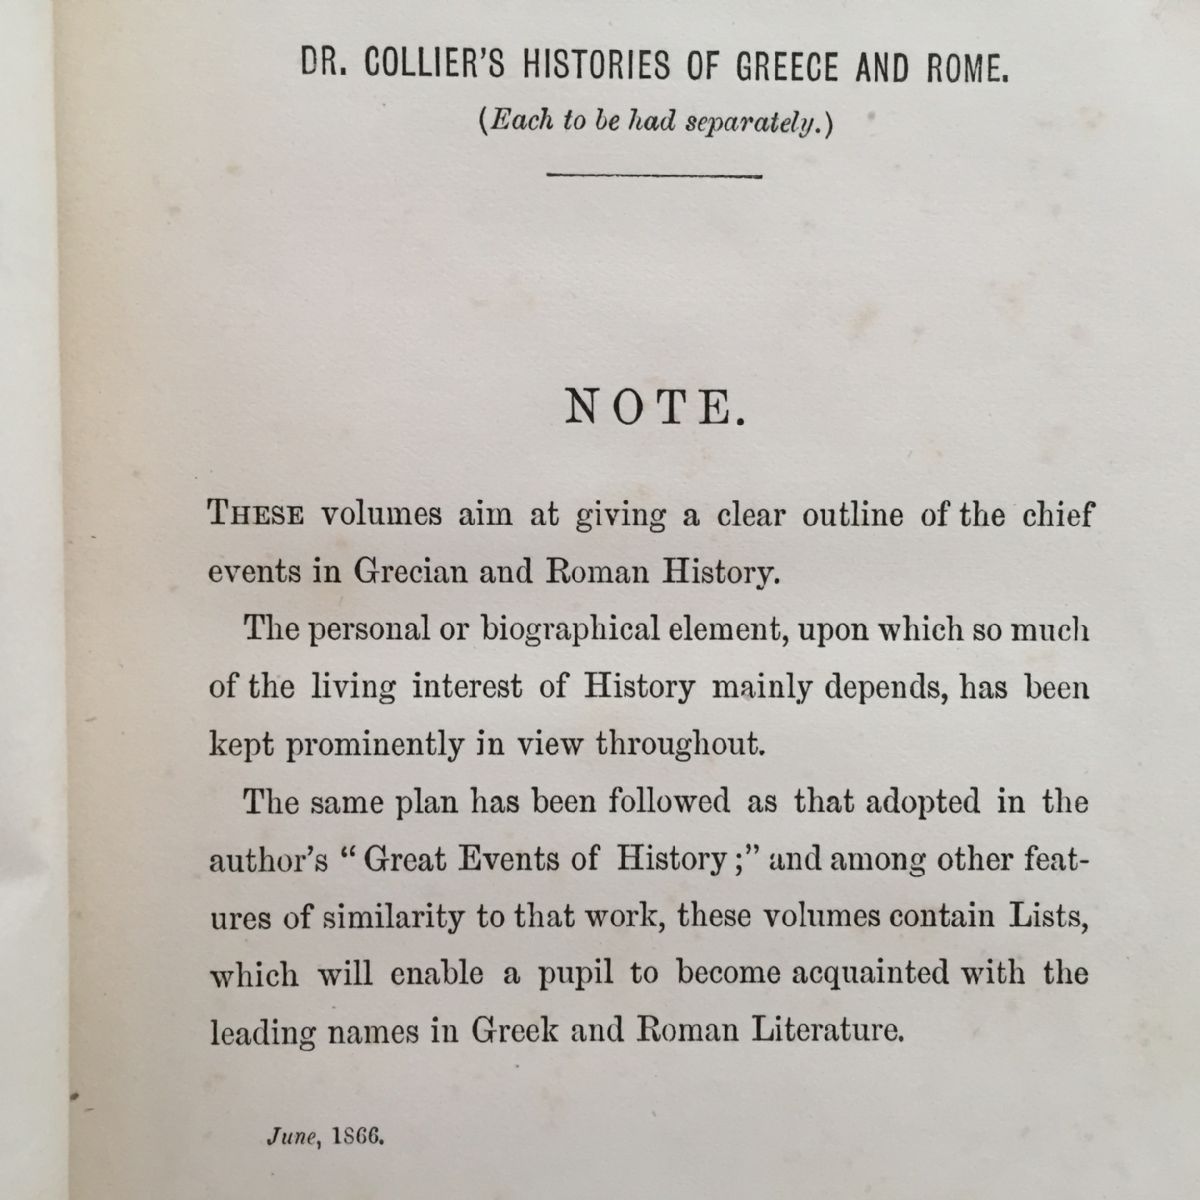 DR. COLLIER'S HISTORIES OF GREECE AND ROME.
(Each to be had separately.)
NOTE.
THESE volumes aim at giving a clear outline of the chief
events in Grecian and Roman History.
The personal or biographical element, upon which so much
of the living interest of History mainly depends, has been
kept prominently in view throughout.
The same plan has been followed as that adopted in the
author's “Great Events of History;” and among other feat-
ures of similarity to that work, these volumes contain Lists,
which will enable a pupil to become acquainted with the
leading names in Greek and Roman Literature.
June, 1866.